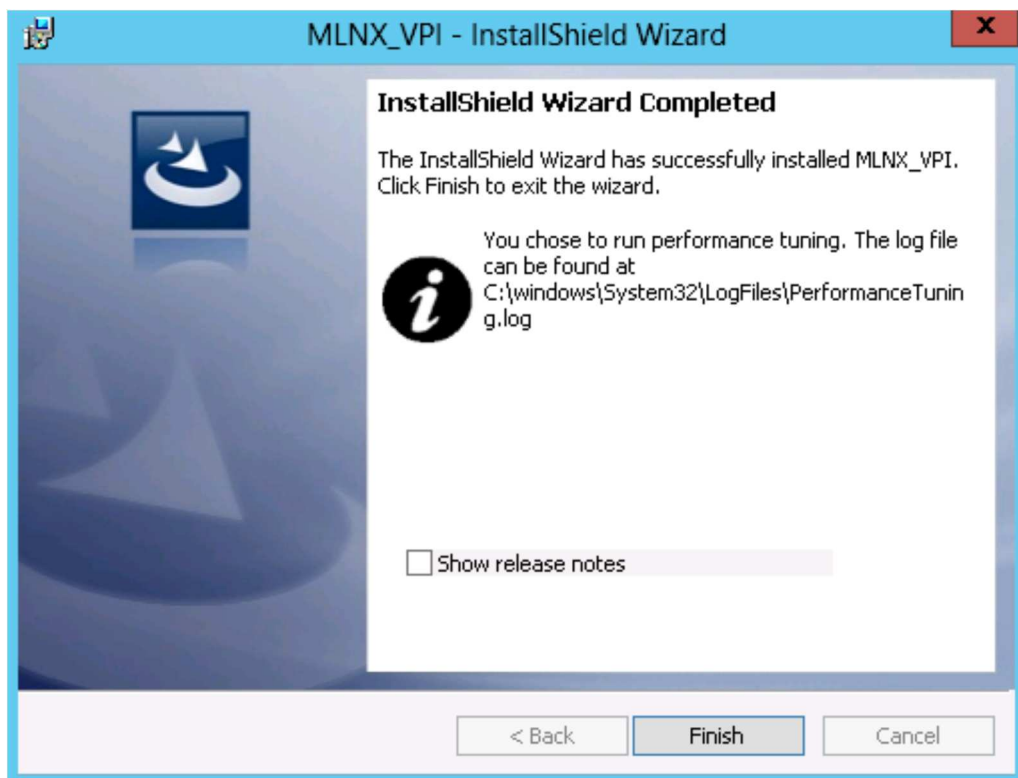 MLNX_VPI - InstallShield Wizard
x
InstallShield Wizard Completed
The InstallShield Wizard has successfully installed MLNX_VPI.
Click Finish to exit the wizard.
You chose to run performance tuning. The log file
can be found at
C:\windows\System32\LogFiles\PerformanceTunin
g.log
Show release notes
< Back
Finish
Cancel